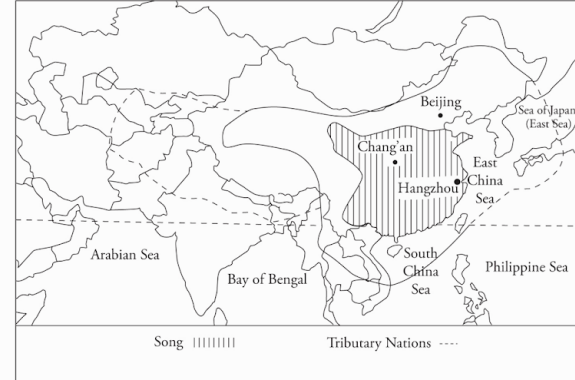 Beijing
Sea of Japan
(East Sea)
Chang'an
East
China
Sea
Hangzhou
Arabian Sea
Bay of Bengal
South
China
Sea
Philippine Sea
Song
Tributary Nations